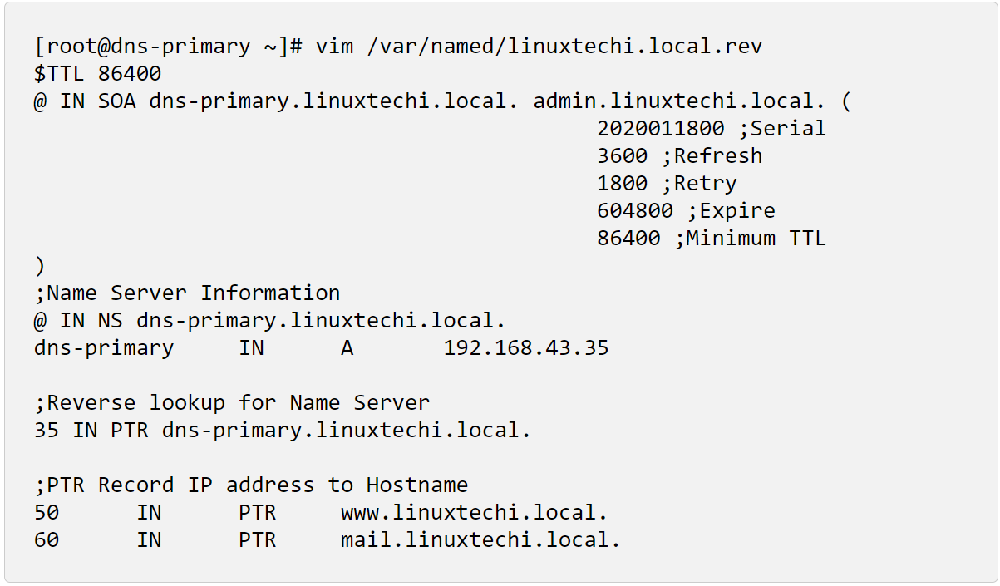 [root@dns-primary ~]# vim /var/named/linuxtechi.local.rev
$TTL 86400
@ IN SOA dns-primary.linuxtechi.local. admin.linuxtechi.local. (
                                            2020011800 ;Serial
                                            3600 ;Refresh
                                            1800 ;Retry
                                            604800 ;Expire
                                            86400 ;Minimum TTL
)
;Name Server Information
@ IN NS dns-primary.linuxtechi.local.
dns-primary     IN      A       192.168.43.35

;Reverse lookup for Name Server
35 IN PTR dns-primary.linuxtechi.local.

;PTR Record IP address to Hostname
50      IN      PTR     www.linuxtechi.local.
60      IN      PTR     mail.linuxtechi.local.